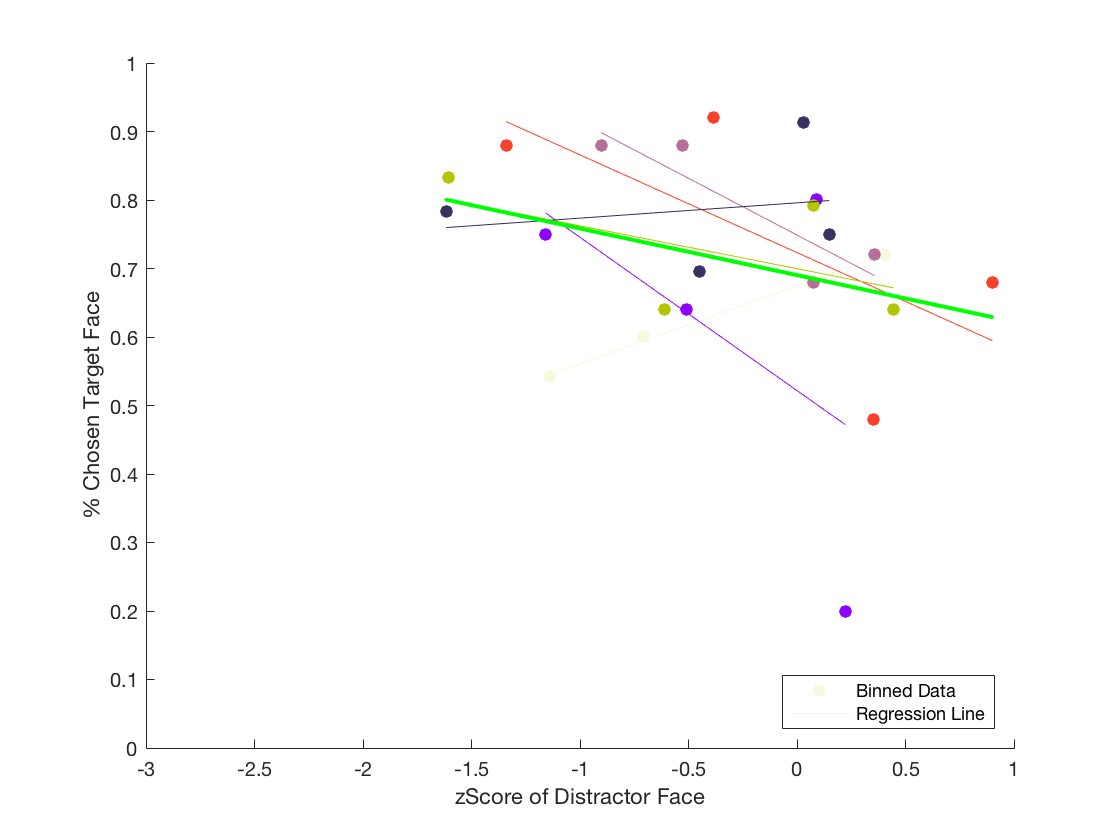 1
0.9
0.8
0.7
0.6
0.5
0.4
0.3
0.2
0.1
0
% Chosen Target Face
Binned Data
Regression Line
-3 -2.5 -2 -1.5 -1 -0.5 0 0.5 1
zScore of Distractor Face